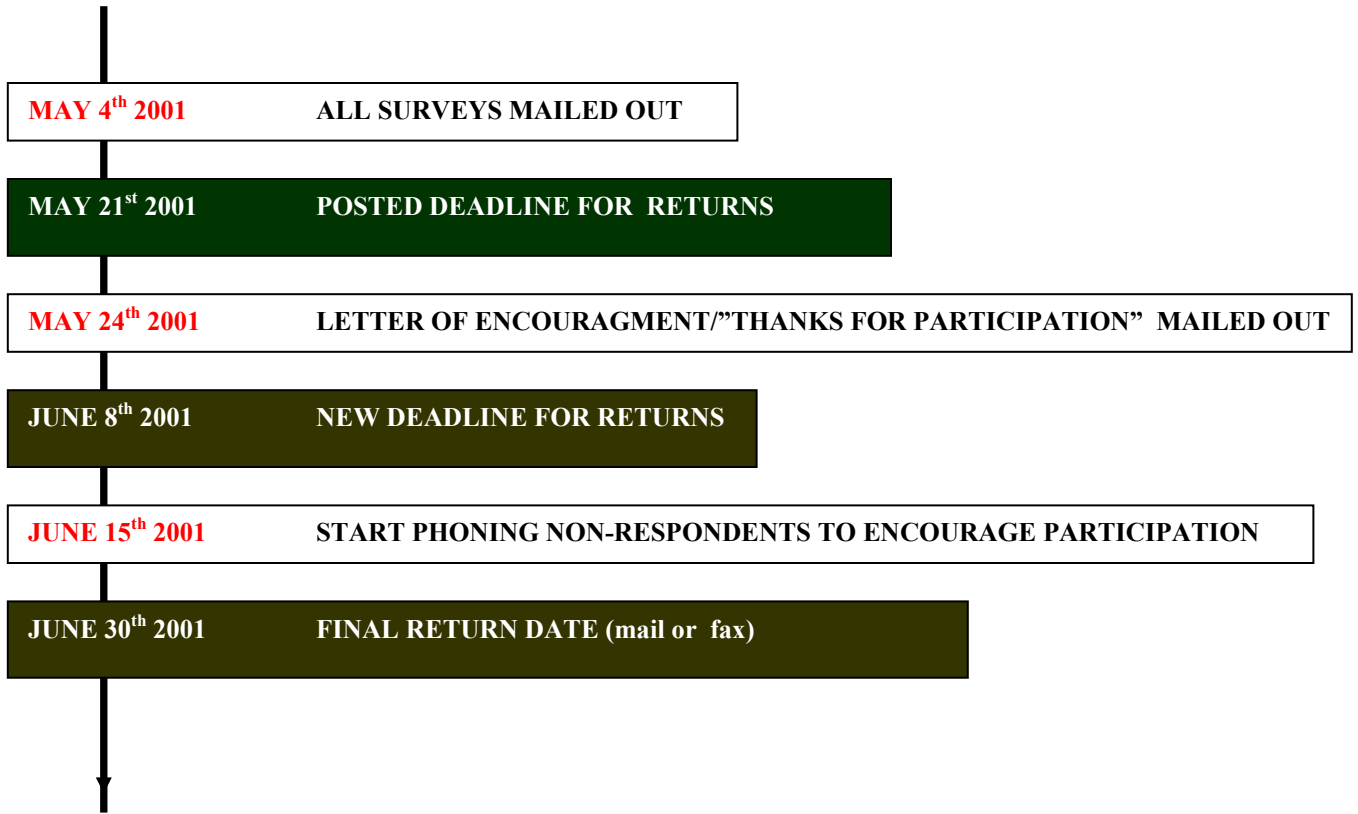 MAY 4th 2001 ALL SURVEYS MAILED OUT
MAY 21st 2001 POSTED DEADLINE FOR RETURNS
MAY 24th 2001 LETTER OF ENCOURAGMENT/”THANKS FOR PARTICIPATION” MAILED OUT
JUNE 8th 2001 NEW DEADLINE FOR RETURNS
JUNE 15th 2001 START PHONING NON-RESPONDENTS TO ENCOURAGE PARTICIPATION
JUNE 30th 2001 FINAL RETURN DATE (mail or fax)